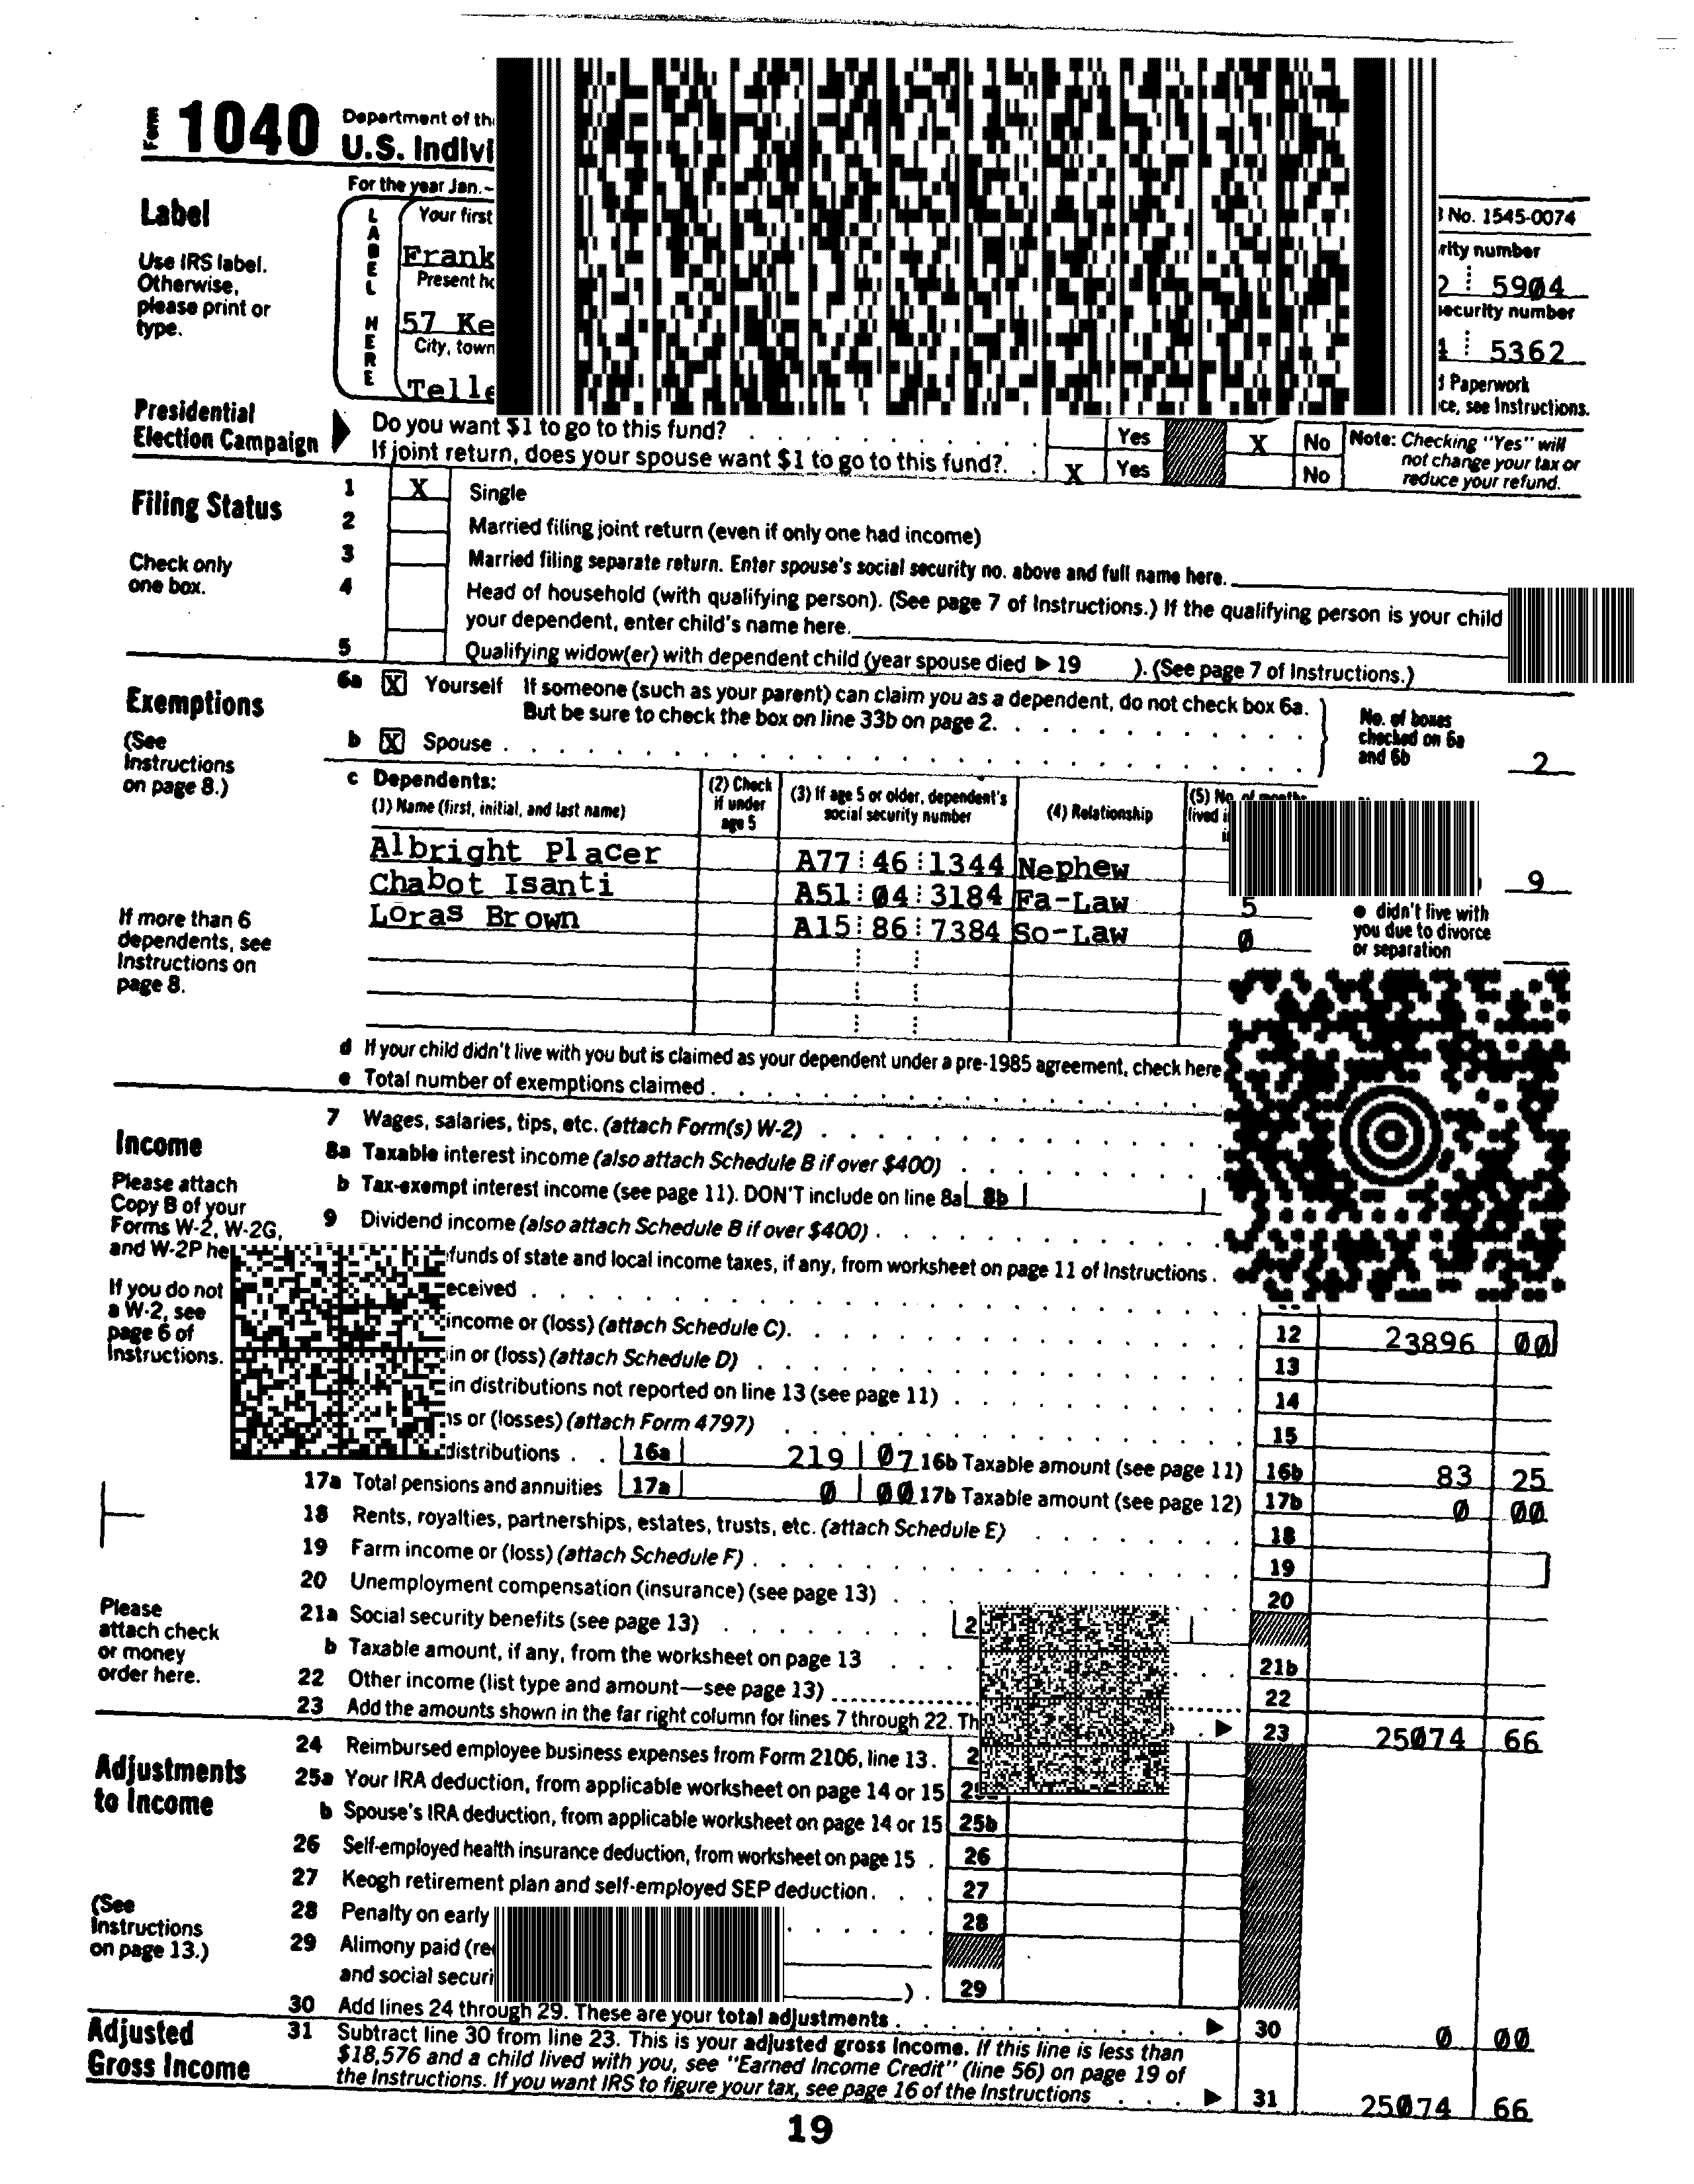 Form 1040 Department of the
U.S. Indivi
For the year Jan.–
Label
LABEL HERE
Your first
No. 1545-0074
Use IRS label.
Otherwise,
please print or
type.
Frank
number
5904
Present
security number
57 Ke
5362
City, town
Paperwork
see Instructions.
Telle
Presidential
Election Campaign
Do you want $1 to go to this fund? Yes X No
If joint return, does your spouse want $1 to go to this fund? X Yes No
Note: Checking "Yes" will
not change your tax or
reduce your refund.
Filing Status
Check only
one box.
1 X Single
2 Married filing joint return (even if only one had income)
3 Married filing separate return. Enter spouse's social security no. above and full name here.
4 Head of household (with qualifying person). (See page 7 of Instructions.) If the qualifying person is your child
your dependent, enter child's name here.
5 Qualifying widow(er) with dependent child (year spouse died ▶ 19 ). (See page 7 of Instructions.)
Exemptions
(See
Instructions
on page 8.)
6a X Yourself If someone (such as your parent) can claim you as a dependent, do not check box 6a.
But be sure to check the box on line 33b on page 2.
b X Spouse
No. of boxes
checked on 6a
and 6b 2
c Dependents:
(1) Name (first, initial, and last name)
(2) Check
if under
age 5
(3) If age 5 or older, dependent's
social security number
(4) Relationship
(5) No. of months
lived
Albright Placer A77 46 1344 Nephew
9
Chabot Isanti A51 04 3184 Fa-Law 5
Loras Brown A15 86 7384 So-Law 0
• didn't live with
you due to divorce
or separation
If more than 6
dependents, see
Instructions on
page 8.
d If your child didn't live with you but is claimed as your dependent under a pre-1985 agreement, check here
e Total number of exemptions claimed
Income
Please attach
Copy B of your
Forms W-2, W-2G,
and W-2P he
If you do not
a W-2, see
page 6 of
Instructions.
7 Wages, salaries, tips, etc. (attach Form(s) W-2)
8a Taxable interest income (also attach Schedule B if over $400)
b Tax-exempt interest income (see page 11). DON'T include on line 8a 8b
9 Dividend income (also attach Schedule B if over $400)
funds of state and local income taxes, if any, from worksheet on page 11 of Instructions
eceived
income or (loss) (attach Schedule C). 12 23896 00
in or (loss) (attach Schedule D) 13
in distributions not reported on line 13 (see page 11) 14
ns or (losses) (attach Form 4797) 15
distributions 16a 219 07 16b Taxable amount (see page 11) 16b 83 25
17a Total pensions and annuities 17a 0 00 17b Taxable amount (see page 12) 17b 0 00
18 Rents, royalties, partnerships, estates, trusts, etc. (attach Schedule E) 18
19 Farm income or (loss) (attach Schedule F) 19
20 Unemployment compensation (insurance) (see page 13) 20
Please
attach check
or money
order here.
21a Social security benefits (see page 13)
b Taxable amount, if any, from the worksheet on page 13 21b
22 Other income (list type and amount—see page 13) 22
23 Add the amounts shown in the far right column for lines 7 through 22. Th ▶ 23 25074 66
Adjustments
to Income
(See
Instructions
on page 13.)
24 Reimbursed employee business expenses from Form 2106, line 13. 2
25a Your IRA deduction, from applicable worksheet on page 14 or 15
b Spouse's IRA deduction, from applicable worksheet on page 14 or 15 25b
26 Self-employed health insurance deduction, from worksheet on page 15 26
27 Keogh retirement plan and self-employed SEP deduction 27
28 Penalty on early 28
29 Alimony paid (re
and social securi ) 29
30 Add lines 24 through 29. These are your total adjustments ▶ 30 0 00
Adjusted
Gross Income
31 Subtract line 30 from line 23. This is your adjusted gross income. If this line is less than
$18,576 and a child lived with you, see "Earned Income Credit" (line 56) on page 19 of
the Instructions. If you want IRS to figure your tax, see page 16 of the Instructions ▶ 31 25074 66
19